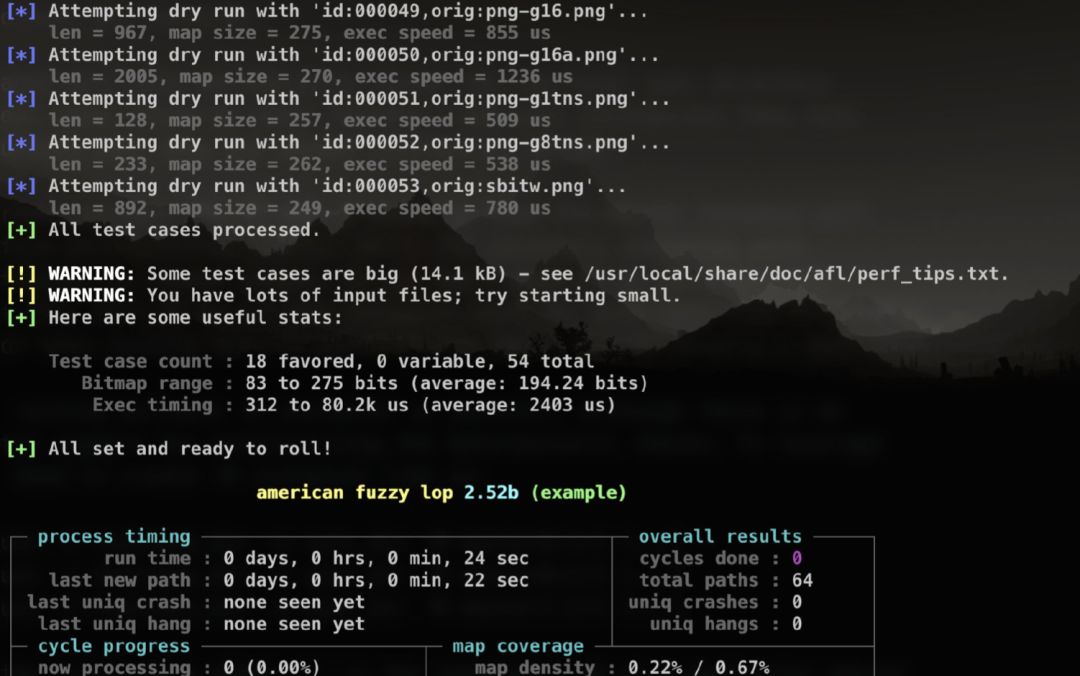 [*] Attempting dry run with 'id:000049,orig:png-g16.png'...
len = 967, map size = 275, exec speed = 855 us
[*] Attempting dry run with 'id:000050,orig:png-g16a.png'...
len = 2005, map size = 270, exec speed = 1236 us
[*] Attempting dry run with 'id:000051,orig:png-g1tns.png'...
len = 128, map size = 257, exec speed = 509 us
[*] Attempting dry run with 'id:000052,orig:png-g8tns.png'...
len = 233, map size = 262, exec speed = 538 us
[*] Attempting dry run with 'id:000053,orig:sbitw.png'...
len = 892, map size = 249, exec speed = 780 us
[+] All test cases processed.
[!] WARNING: Some test cases are big (14.1 kB) - see /usr/local/share/doc/afl/perf_tips.txt.
[!] WARNING: You have lots of input files; try starting small.
[+] Here are some useful stats:
Test case count : 18 favored, 0 variable, 54 total
Bitmap range : 83 to 275 bits (average: 194.24 bits)
Exec timing : 312 to 80.2k us (average: 2403 us)
[+] All set and ready to roll!
american fuzzy lop 2.52b (example)
process timing overall results
run time : 0 days, 0 hrs, 0 min, 24 sec cycles done : 0
last new path : 0 days, 0 hrs, 0 min, 22 sec total paths : 64
last uniq crash : none seen yet uniq crashes : 0
last uniq hang : none seen yet uniq hangs : 0
cycle progress map coverage
now processing : 0 (0.00%) map density : 0.22% / 0.67%